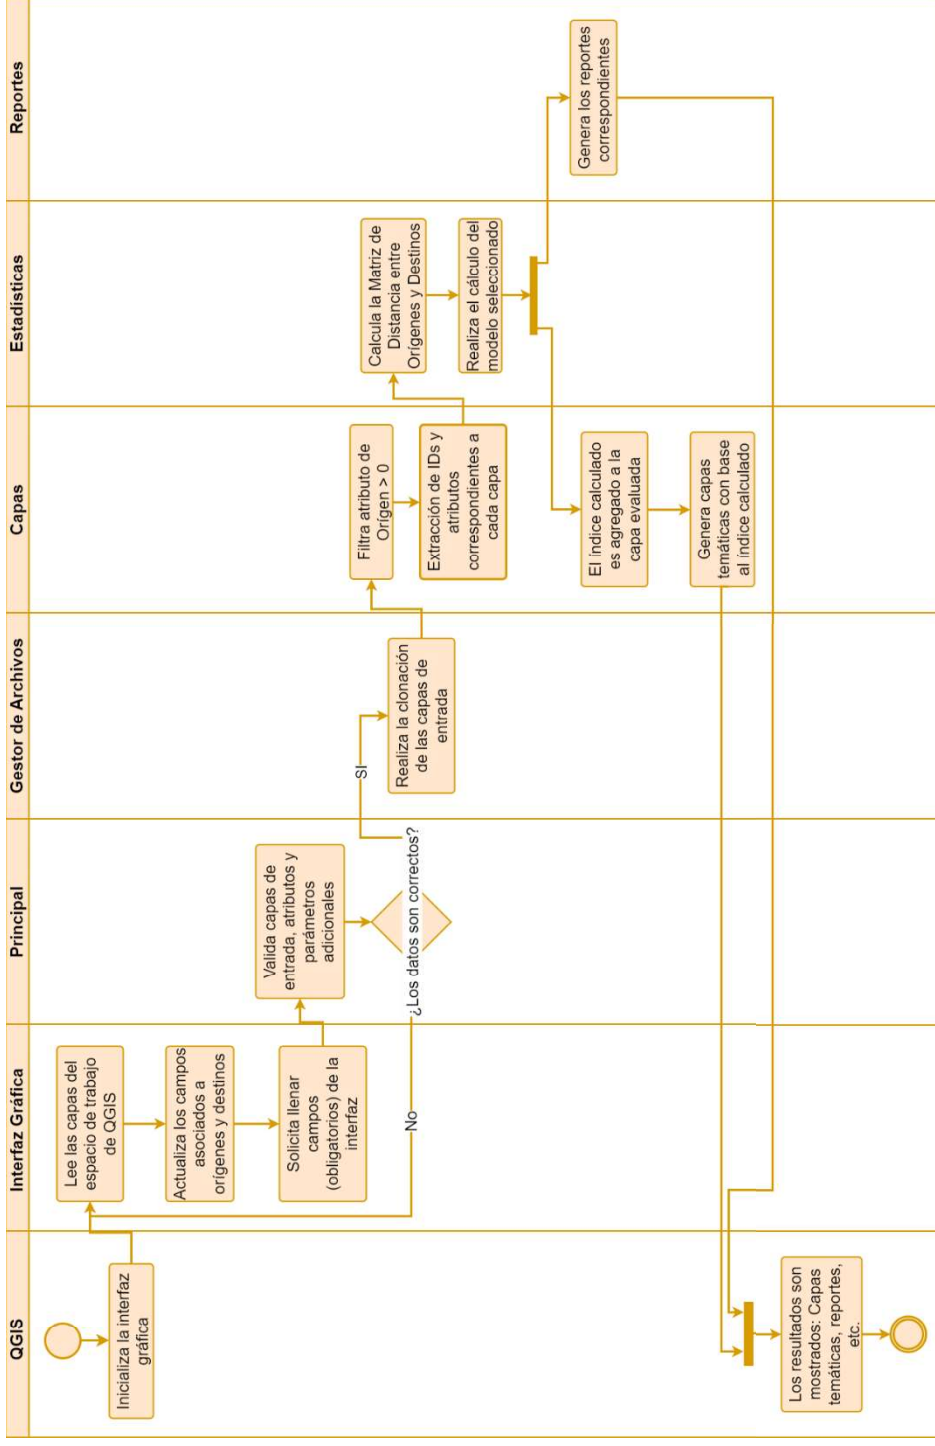 QGIS
Interfaz Gráfica
Principal
Gestor de Archivos
Capas
Estadísticas
Reportes
Inicializa la interfaz
gráfica
Lee las capas del
espacio de trabajo
de QGIS
Actualiza los campos
asociados a
orígenes y destinos
Solicita llenar
campos
(obligatorios) de la
interfaz
Valida capas de
entrada, atributos y
parámetros
adicionales
¿Los datos son correctos?
No
SI
Realiza la clonación
de las capas de
entrada
Filtra atributo de
Orígen > 0
Extracción de IDs y
atributos
correspondientes a
cada capa
Calcula la Matriz de
Distancia entre
Orígenes y Destinos
Realiza el cálculo del
modelo seleccionado
El índice calculado
es agregado a la
capa evaluada
Genera capas
temáticas con base
al índice calculado
Genera los reportes
correspondientes
Los resultados son
mostrados: Capas
temáticas, reportes,
etc.